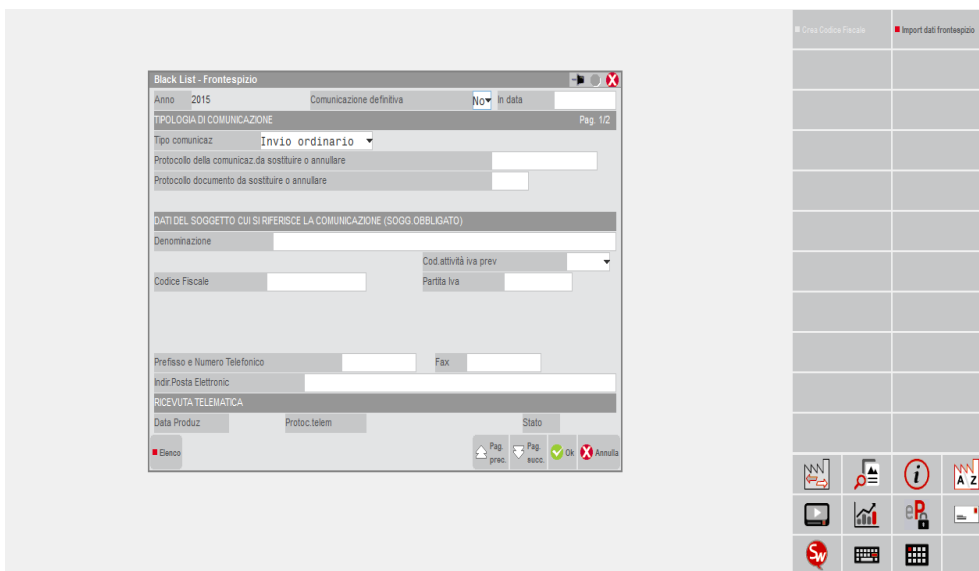 Crea Codice Fiscale
Import dati frontespizio
Black List - Frontespizio
Anno 2015 Comunicazione definitiva No In data
TIPOLOGIA DI COMUNICAZIONE Pag. 1/2
Tipo comunicaz Invio ordinario
Protocollo della comunicaz.da sostituire o annullare
Protocollo documento da sostituire o annullare
DATI DEL SOGGETTO CUI SI RIFERISCE LA COMUNICAZIONE (SOGG.OBBLIGATO)
Denominazione
Cod.attività iva prev
Codice Fiscale Partita Iva
Prefisso e Numero Telefonico Fax
Indir.Posta Elettronic
RICEVUTA TELEMATICA
Data Produz Protoc.telem Stato
Elenco Pag. prec. Pag. succ. Ok Annulla
i
A Z
eP
Sw